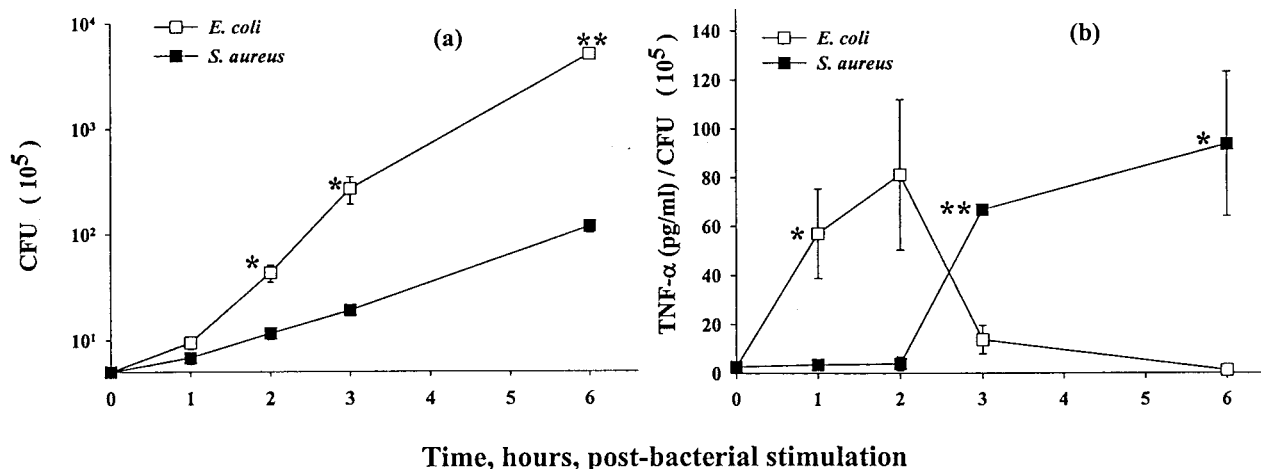 10⁴
10³
10²
10¹
CFU (10⁵)
E. coli
S. aureus
(a)
*
*
**
0 1 2 3 4 5 6
140
120
100
80
60
40
20
0
TNF-α (pg/ml) / CFU (10⁵)
E. coli
S. aureus
(b)
*
**
*
0 1 2 3 4 5 6
Time, hours, post-bacterial stimulation